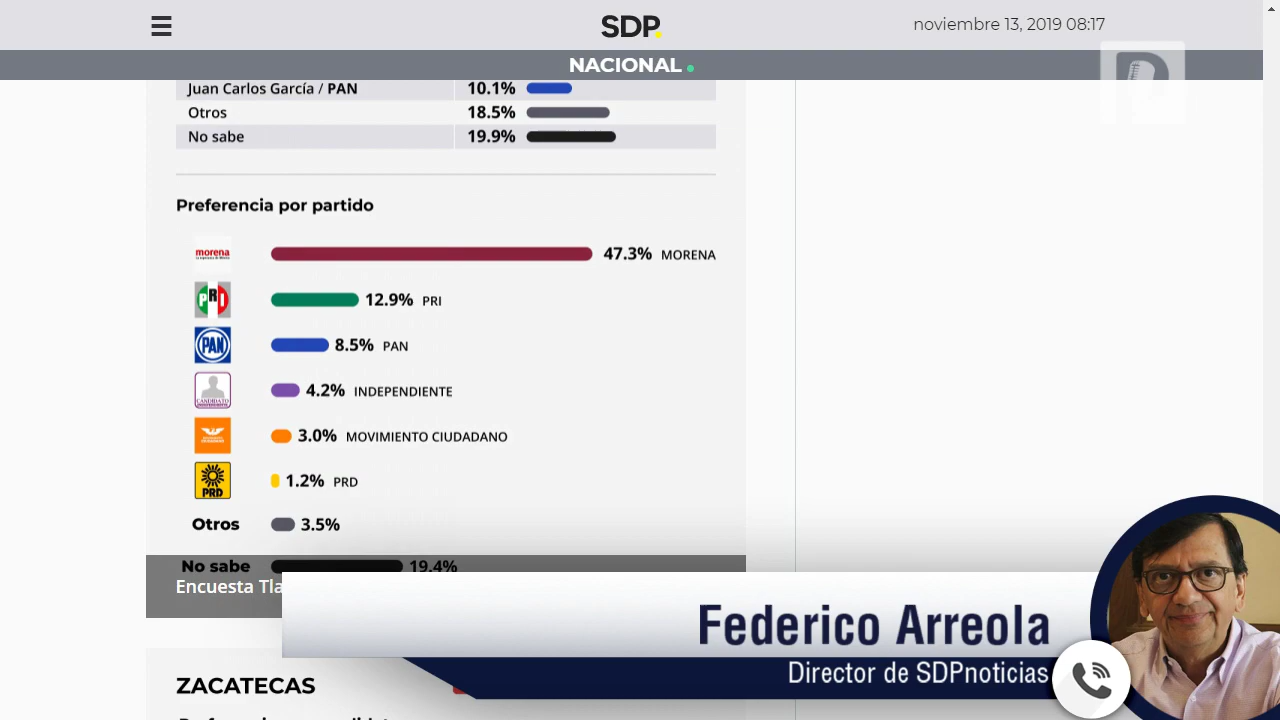 SDP.
noviembre 13, 2019 08:17
NACIONAL
Juan Carlos García / PAN 10.1%
Otros 18.5%
No sabe 19.9%
Preferencia por partido
morena 47.3% MORENA
PRI 12.9% PRI
PAN 8.5% PAN
CANDIDATO 4.2% INDEPENDIENTE
3.0% MOVIMIENTO CIUDADANO
PRD 1.2% PRD
Otros 3.5%
No sabe 19.4%
Encuesta Tla
Federico Arreola
Director de SDPnoticias
ZACATECAS